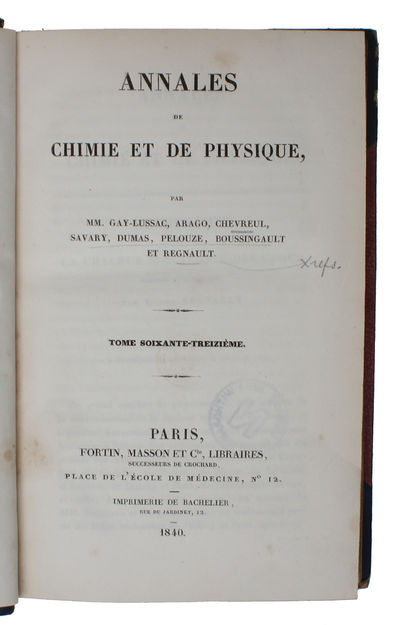 ANNALES
DE
CHIMIE ET DE PHYSIQUE,
PAR
MM. GAY-LUSSAC, ARAGO, CHEVREUL,
SAVARY, DUMAS, PELOUZE, BOUSSINGAULT
ET REGNAULT.
xrefs.
TOME SOIXANTE-TREIZIÈME.
PARIS,
FORTIN, MASSON ET Cie, LIBRAIRES,
SUCCESSEURS DE CROCHARD,
PLACE DE L'ÉCOLE DE MÉDECINE, No 12.
IMPRIMERIE DE BACHELIER,
RUE DU JARDINET, 12.
1840.